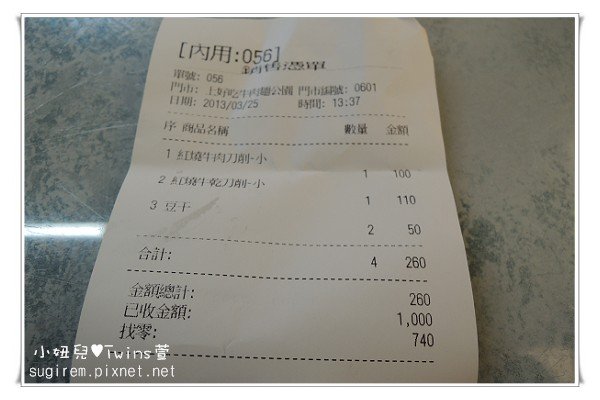 [內用:056]
銷售憑單
單號: 056
門市: 上好吃牛肉麵公園 門市編號: 0601
日期: 2013/03/25 時間: 13:37
序 商品名稱 數量 金額
1 紅燒牛肉刀削-小
1 100
2 紅燒牛乾刀削-小
1 110
3 豆干
2 50
合計: 4 260
金額總計: 260
已收金額: 1,000
找零: 740
小妞兒♥Twins萱
sugirem.pixnet.net